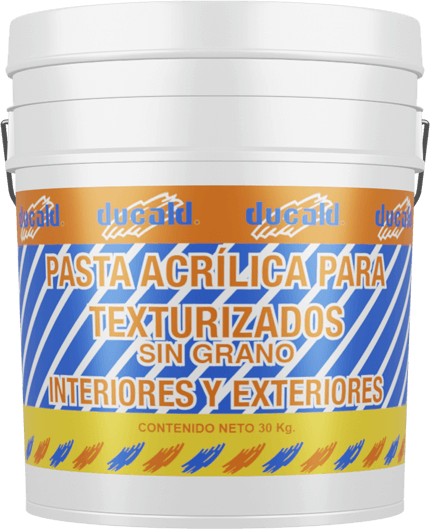 ducald ducald ducald ducald
PASTA ACRÍLICA PARA
TEXTURIZADOS
SIN GRANO
INTERIORES Y EXTERIORES
CONTENIDO NETO 30 Kg.